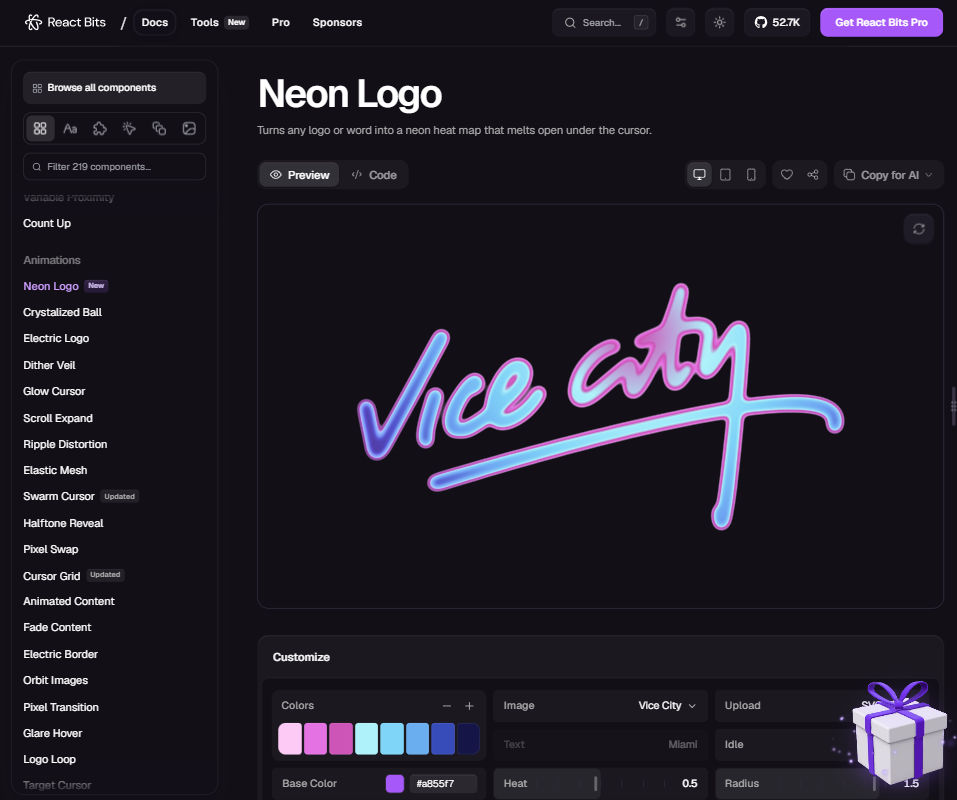 React Bits / Docs Tools New Pro Sponsors Search... / 52.7K Get React Bits Pro
Browse all components
Aa
Filter 219 components...
Variable Proximity
Count Up
Animations
Neon Logo New
Crystalized Ball
Electric Logo
Dither Veil
Glow Cursor
Scroll Expand
Ripple Distortion
Elastic Mesh
Swarm Cursor Updated
Halftone Reveal
Pixel Swap
Cursor Grid Updated
Animated Content
Fade Content
Electric Border
Orbit Images
Pixel Transition
Glare Hover
Logo Loop
Target Cursor
Neon Logo
Turns any logo or word into a neon heat map that melts open under the cursor.
Preview Code Copy for AI
Vice city
Customize
Colors
Image Vice City
Upload
Text Miami
Idle
Base Color #a855f7
Heat 0.5
Radius 1.5